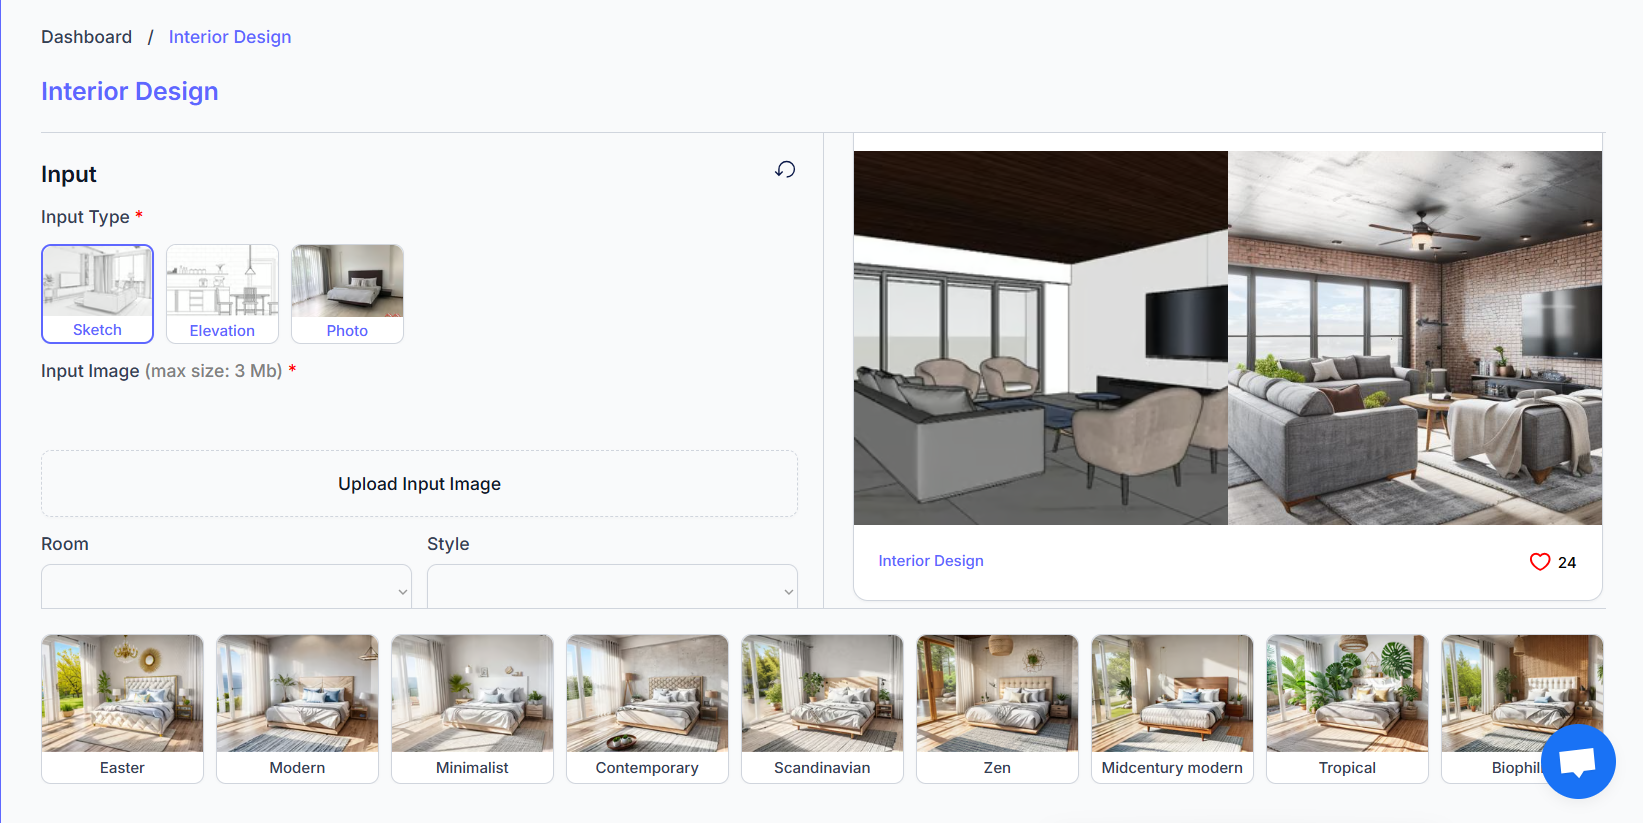 Dashboard / Interior Design
Interior Design
Input
Input Type *
Sketch
Elevation
Photo
Input Image (max size: 3 Mb) *
Upload Input Image
Room
Style
Interior Design
24
Easter
Modern
Minimalist
Contemporary
Scandinavian
Zen
Midcentury modern
Tropical